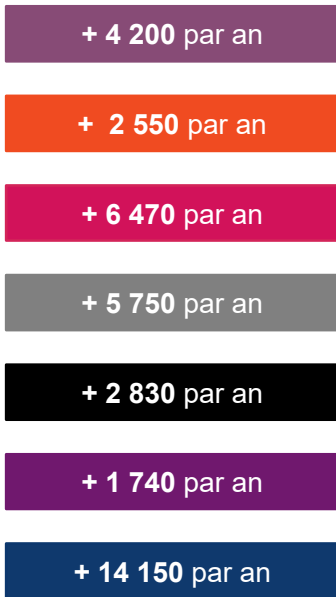 + 4 200 par an
+ 2 550 par an
+ 6 470 par an
+ 5 750 par an
+ 2 830 par an
+ 1 740 par an
+ 14 150 par an